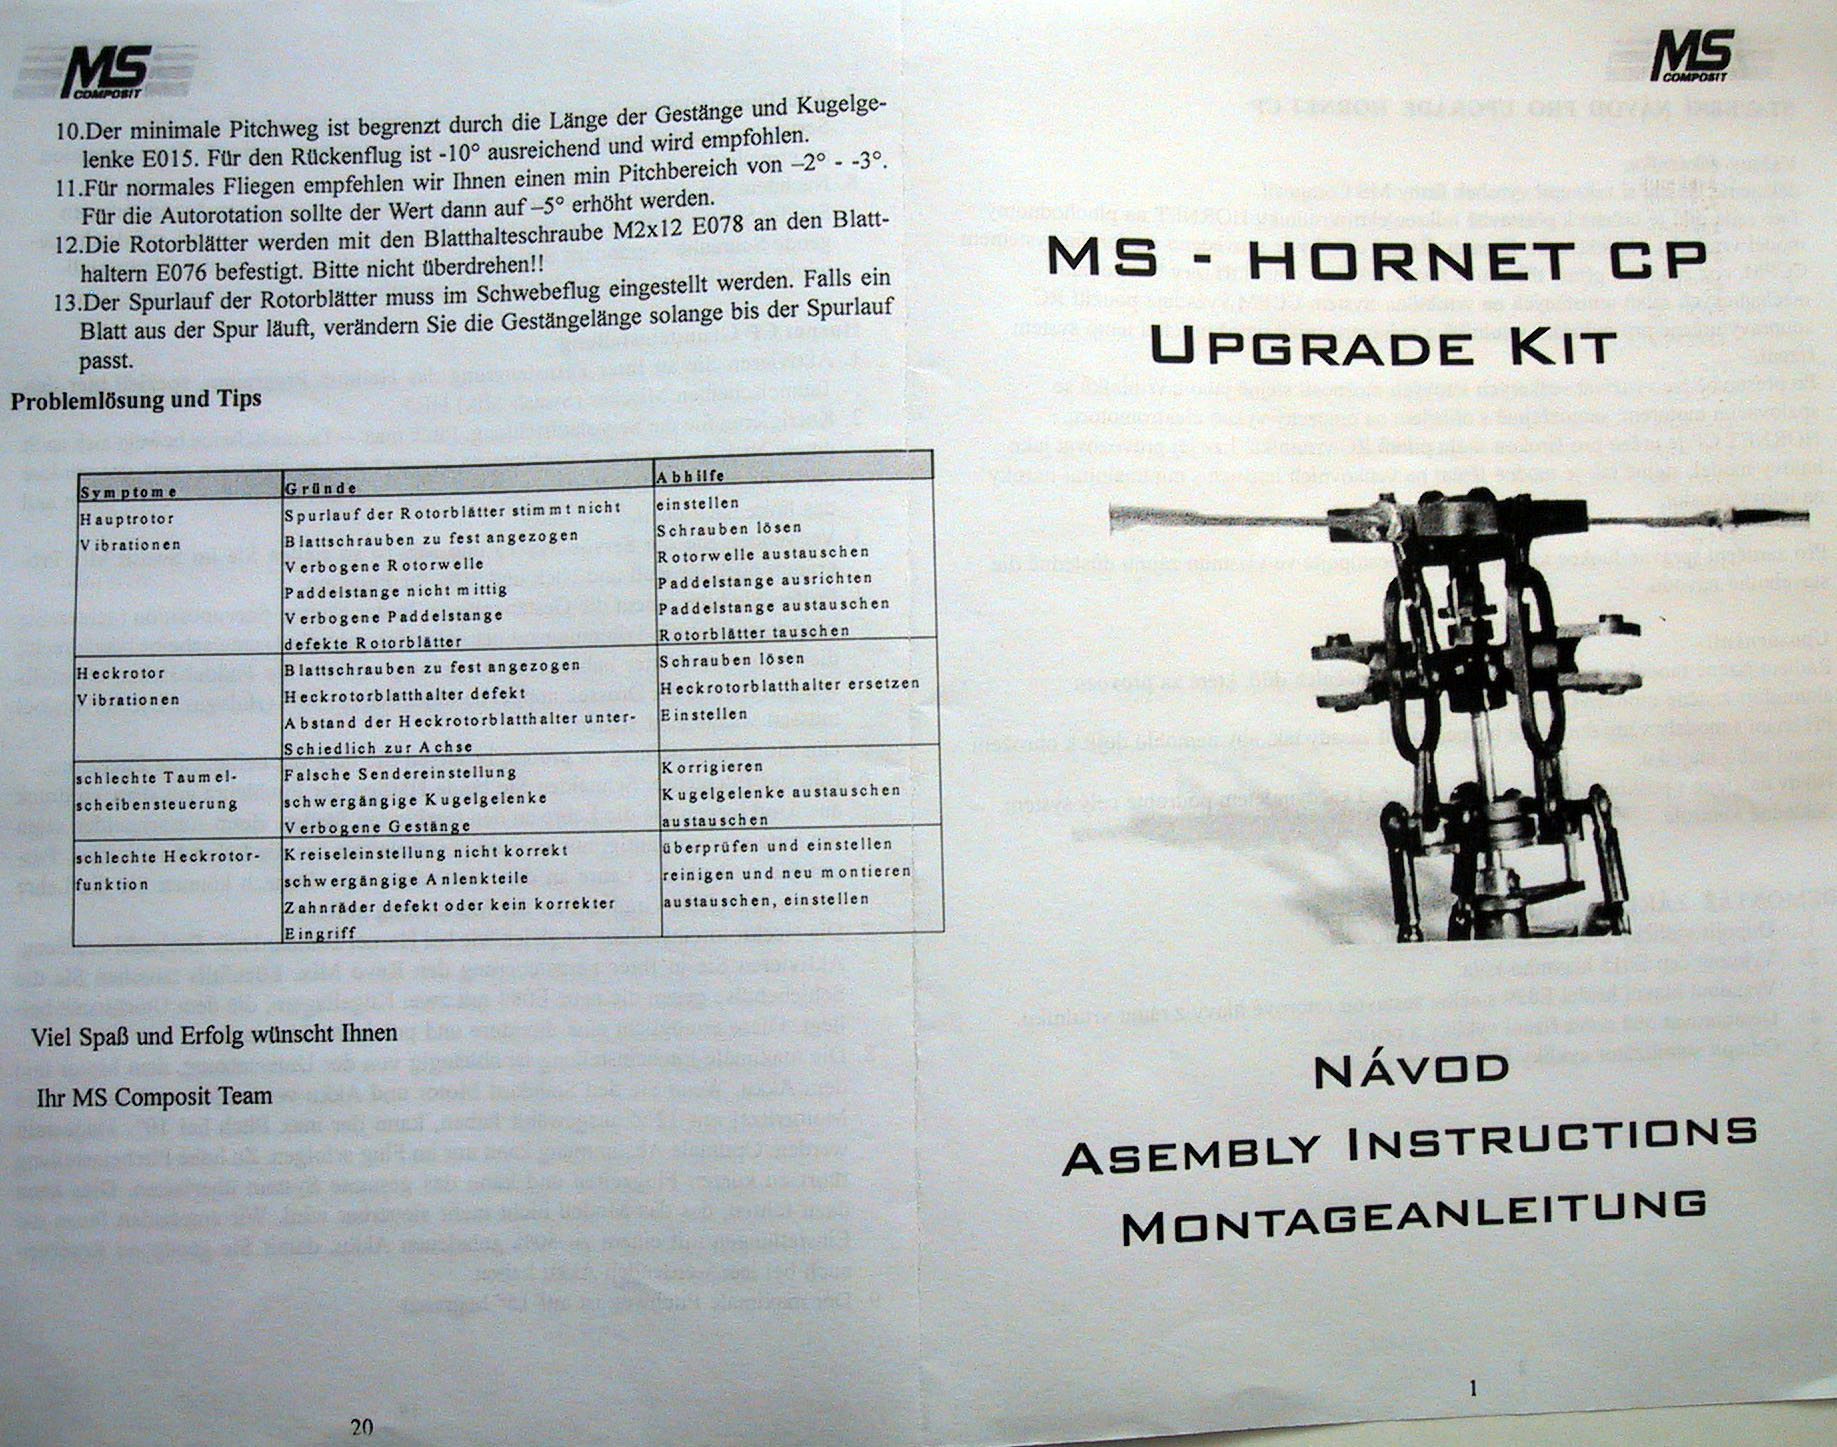 MS
COMPOSIT
10.Der minimale Pitchweg ist begrenzt durch die Länge der Gestänge und Kugelge-
lenke E015. Für den Rückenflug ist -10° ausreichend und wird empfohlen.
11.Für normales Fliegen empfehlen wir Ihnen einen min Pitchbereich von –2° - -3°.
Für die Autorotation sollte der Wert dann auf –5° erhöht werden.
12.Die Rotorblätter werden mit den Blatthalteschraube M2x12 E078 an den Blatt-
haltern E076 befestigt. Bitte nicht überdrehen!!
13.Der Spurlauf der Rotorblätter muss im Schwebeflug eingestellt werden. Falls ein
Blatt aus der Spur läuft, verändern Sie die Gestängelänge solange bis der Spurlauf
passt.
Problemlösung und Tips
Symptome Gründe Abhilfe
Hauptrotor Spurlauf der Rotorblätter stimmt nicht einstellen
Vibrationen Blattschrauben zu fest angezogen Schrauben lösen
Verbogene Rotorwelle Rotorwelle austauschen
Paddelstange nicht mittig Paddelstange ausrichten
Verbogene Paddelstange Paddelstange austauschen
defekte Rotorblätter Rotorblätter tauschen
Heckrotor Blattschrauben zu fest angezogen Schrauben lösen
Vibrationen Heckrotorblatthalter defekt Heckrotorblatthalter ersetzen
Abstand der Heckrotorblatthalter unter- Einstellen
Schiedlich zur Achse
schlechte Taumel- Falsche Sendereinstellung Korrigieren
scheibensteuerung schwergängige Kugelgelenke Kugelgelenke austauschen
Verbogene Gestänge austauschen
schlechte Heckrotor- Kreiseleinstellung nicht korrekt überprüfen und einstellen
funktion schwergängige Anlenkteile reinigen und neu montieren
Zahnräder defekt oder kein korrekter austauschen, einstellen
Eingriff
Viel Spaß und Erfolg wünscht Ihnen
Ihr MS Composit Team
20
MS
COMPOSIT
MS - HORNET CP
UPGRADE KIT
NÁVOD
ASEMBLY INSTRUCTIONS
MONTAGEANLEITUNG
1